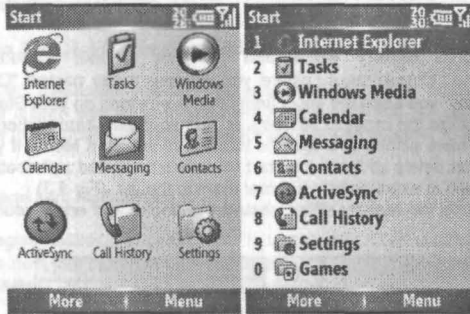 Start
Internet Explorer
Tasks
Windows Media
Calendar
Messaging
Contacts
ActiveSync
Call History
Settings
More
Menu
Start
1 Internet Explorer
2 Tasks
3 Windows Media
4 Calendar
5 Messaging
6 Contacts
7 ActiveSync
8 Call History
9 Settings
0 Games
More
Menu